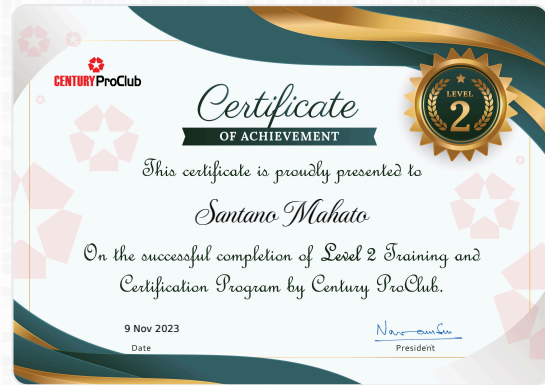 CENTURY ProClub
LEVEL
2
Certificate
OF ACHIEVEMENT
This certificate is proudly presented to
Santano Mahato
On the successful completion of Level 2 Training and
Certification Program by Century ProClub.
9 Nov 2023
Date
President